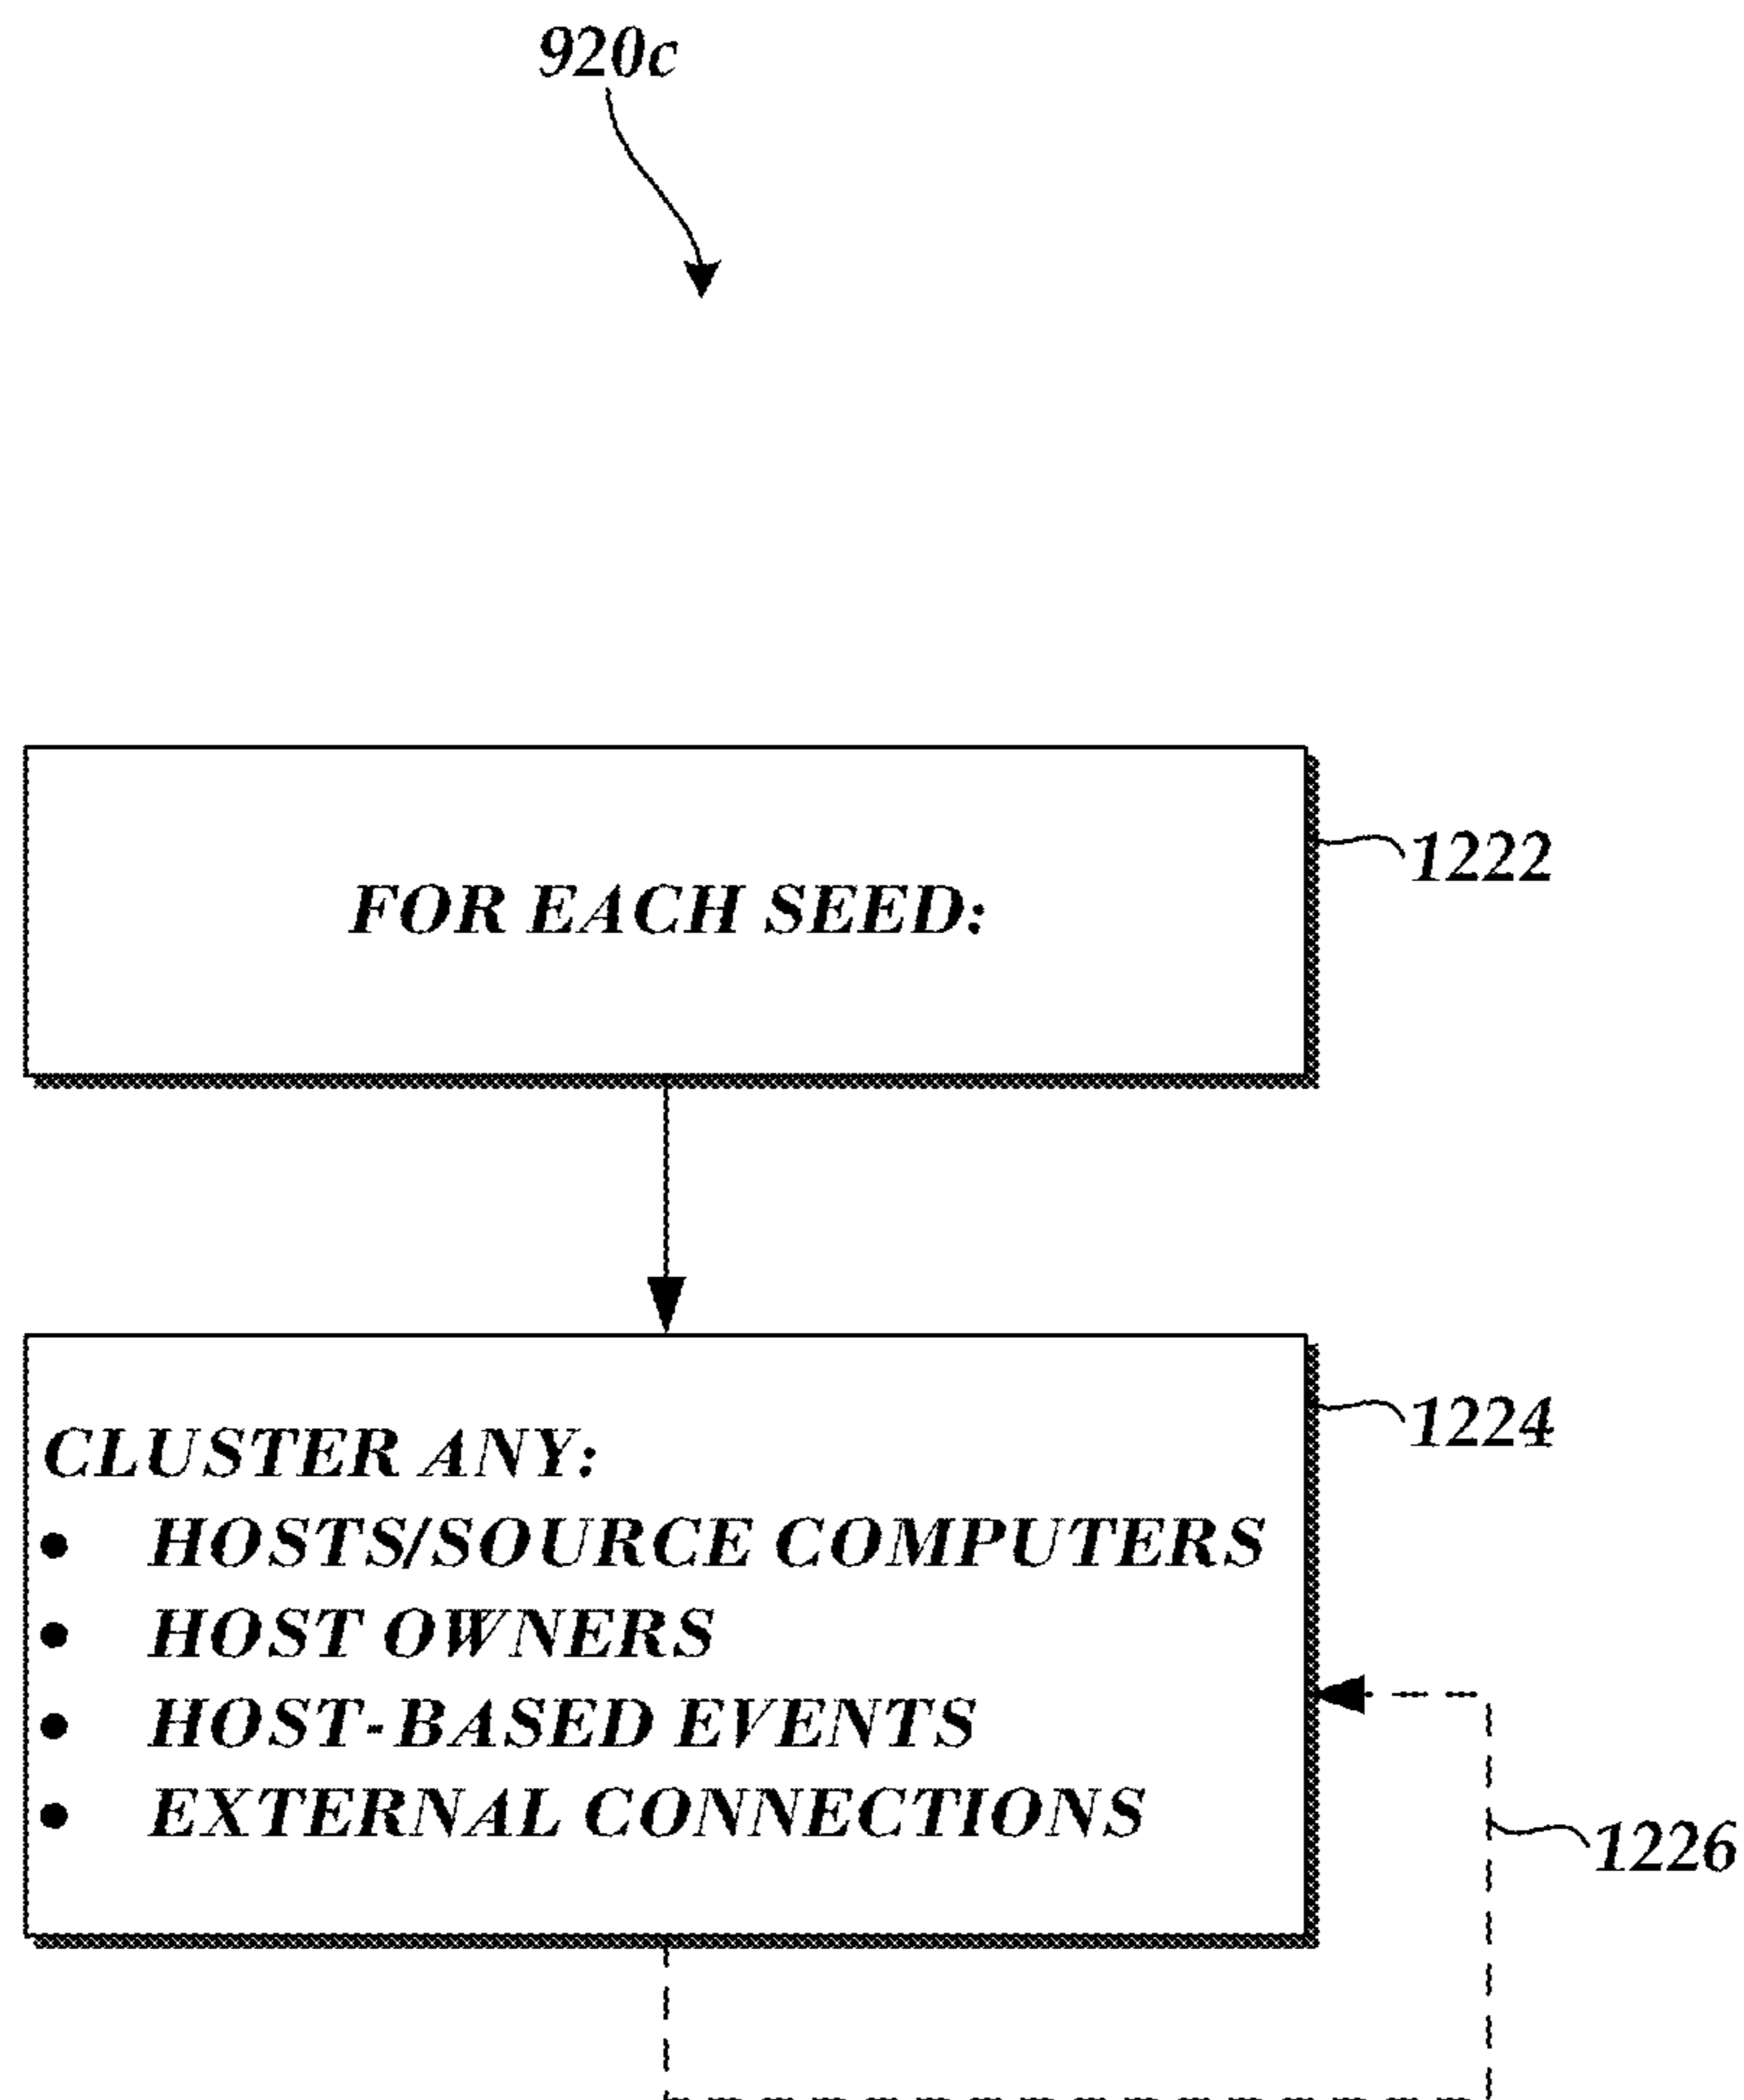 920c
FOR EACH SEED:
1222
CLUSTER ANY:
1224
• HOSTS/SOURCE COMPUTERS
• HOST OWNERS
• HOST-BASED EVENTS
• EXTERNAL CONNECTIONS
1226